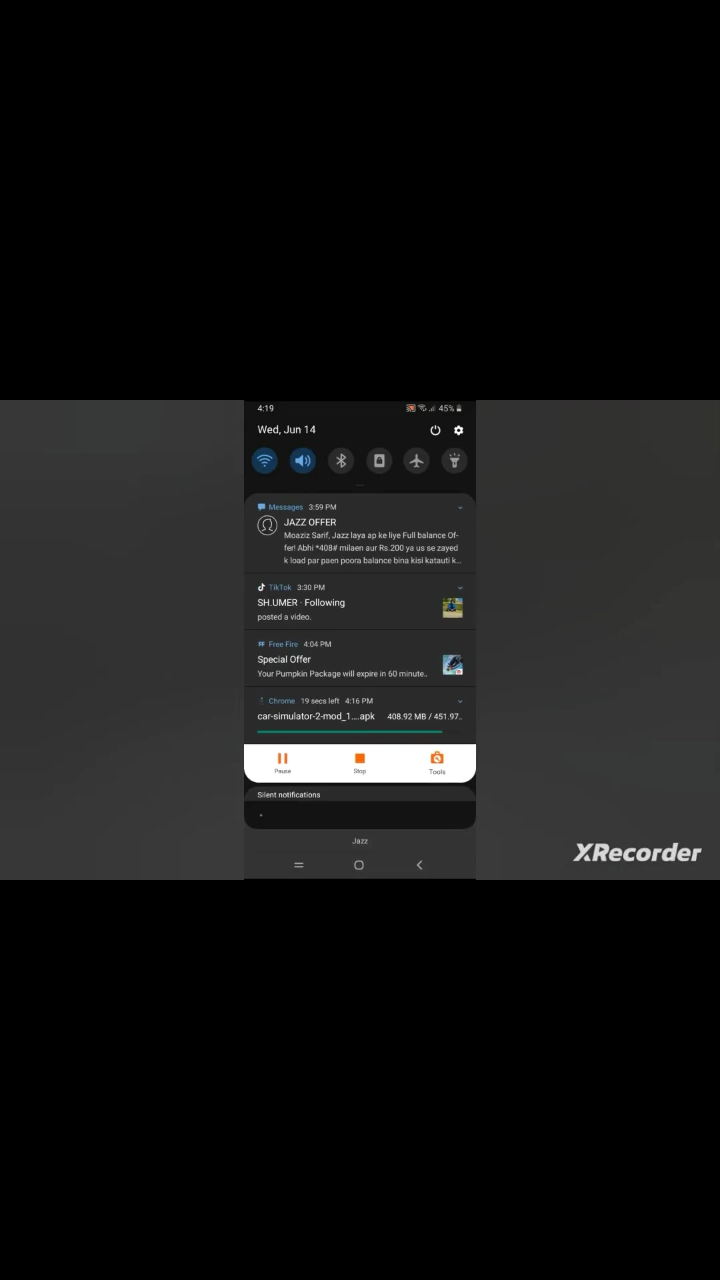 4:19 45%
Wed, Jun 14
Messages 3:59 PM
JAZZ OFFER
Moaziz Sarif, Jazz laya ap ke liye Full balance Of-
fer! Abhi *408# milaen aur Rs.200 ya us se zayed
k load par paen poora balance bina kisi katauti k...
TikTok 3:30 PM
SH.UMER · Following
posted a video.
Free Fire 4:04 PM
Special Offer
Your Pumpkin Package will expire in 60 minute..
Chrome 19 secs left 4:16 PM
car-simulator-2-mod_1....apk 408.92 MB / 451.97..
Pause Stop Tools
Silent notifications
Jazz
XRecorder